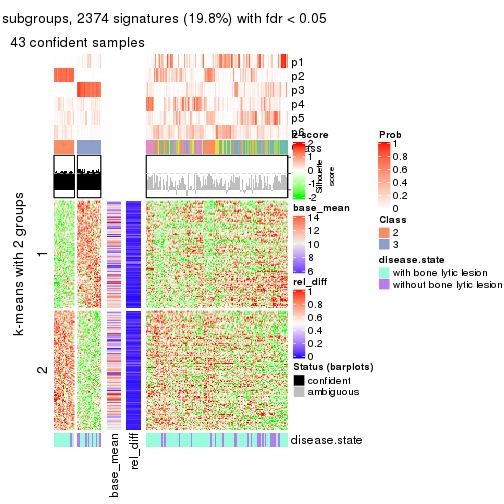 subgroups, 2374 signatures (19.8%) with fdr < 0.05
43 confident samples
p1
p2
p3
p4
p5
p6
Class
Silhouette
score
k-means with 2 groups
1
2
base_mean
rel_diff
disease.state
z-score
2
1
0
-1
-2
base_mean
14
12
10
8
6
rel_diff
1
0.8
0.6
0.4
0.2
0
Status (barplots)
confident
ambiguous
Prob
1
0.8
0.6
0.4
0.2
0
Class
2
3
disease.state
with bone lytic lesion
without bone lytic lesion